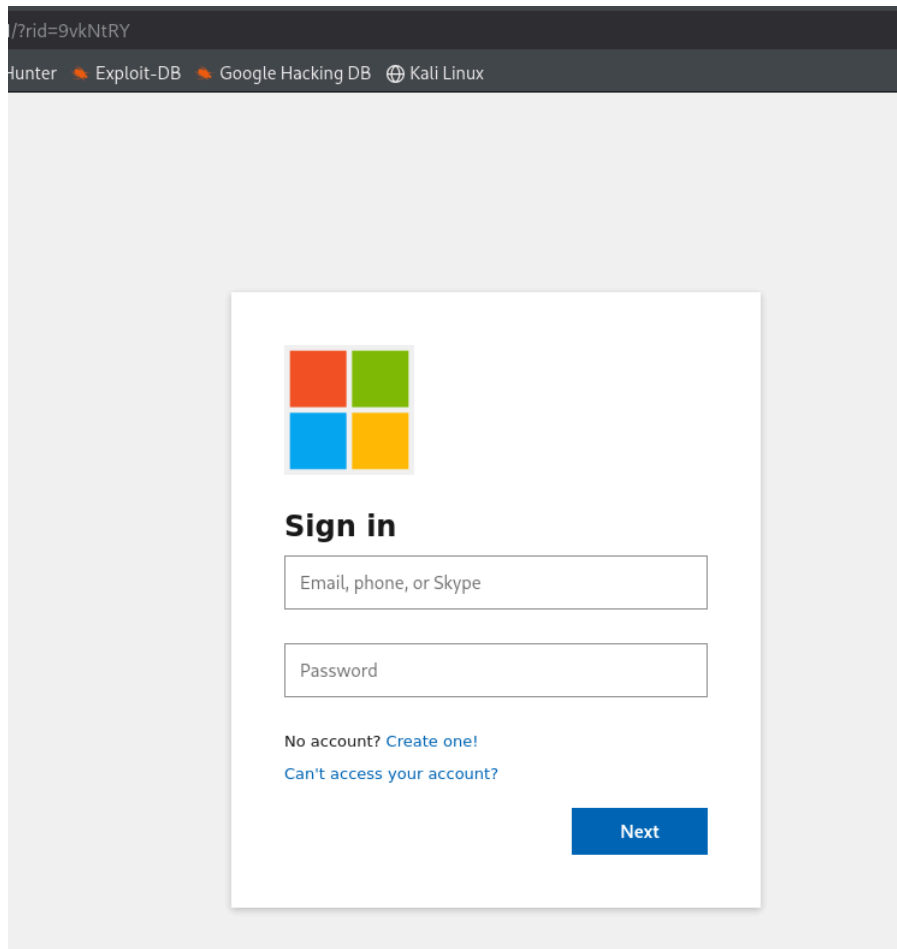 /?rid=9vkNtRY
Hunter Exploit-DB Google Hacking DB Kali Linux
Sign in
Email, phone, or Skype
Password
No account? Create one!
Can't access your account?
Next